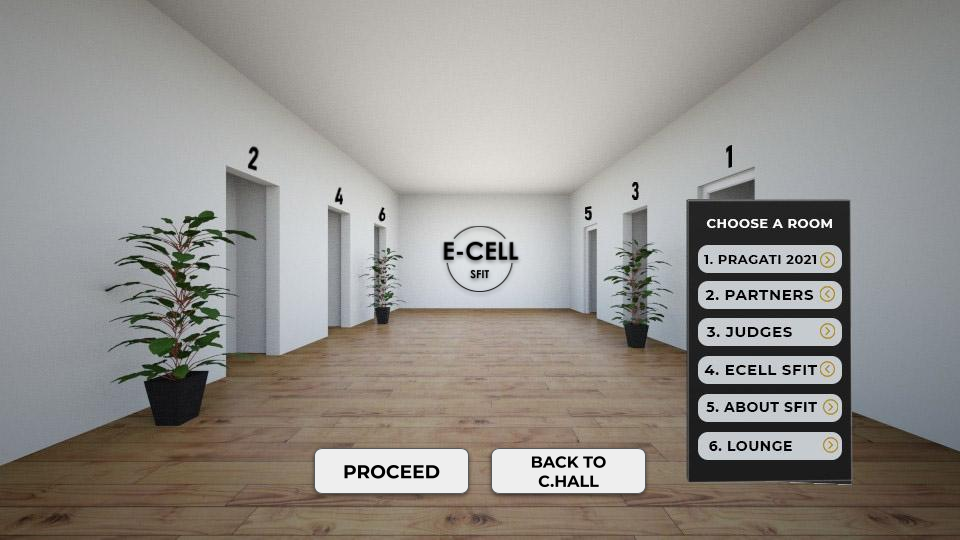 2
4
6
5
3
1
E-CELL
SFIT
CHOOSE A ROOM
1. PRAGATI 2021
2. PARTNERS
3. JUDGES
4. ECELL SFIT
5. ABOUT SFIT
6. LOUNGE
PROCEED
BACK TO
C.HALL